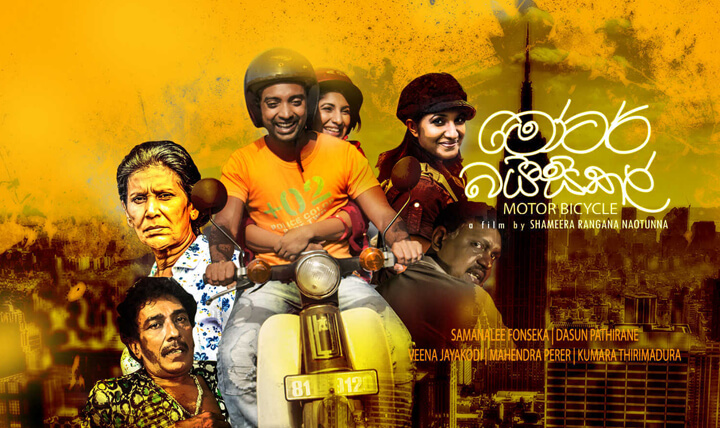 මෝටර්
බයිසිකල්
MOTOR BICYCLE
a film by SHAMEERA RANGANA NAOTUNNA
SAMANALEE FONSEKA | DASUN PATHIRANE
VEENA JAYAKODI | MAHENDRA PERER | KUMARA THIRIMADURA